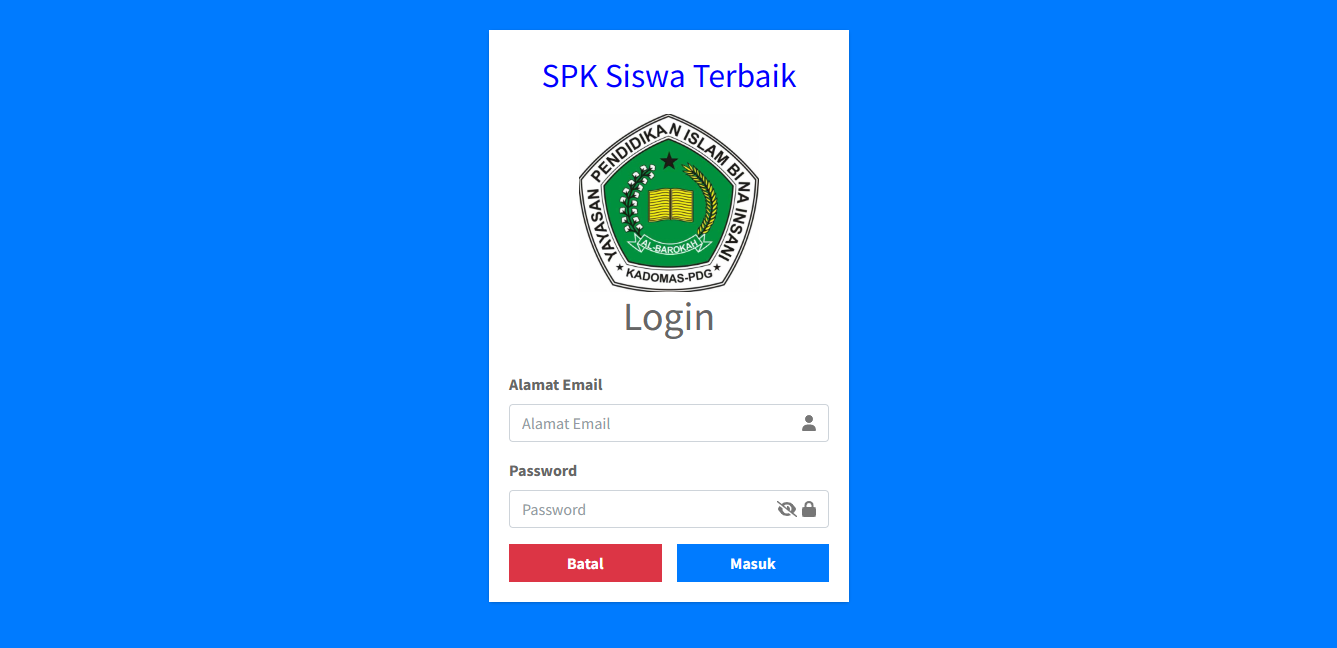 SPK Siswa Terbaik
YAYASAN PENDIDIKAN ISLAM BINA INSANI
AL-BAROKAH
KADOMAS-PDG
Login
Alamat Email
Alamat Email
Password
Password
Batal
Masuk